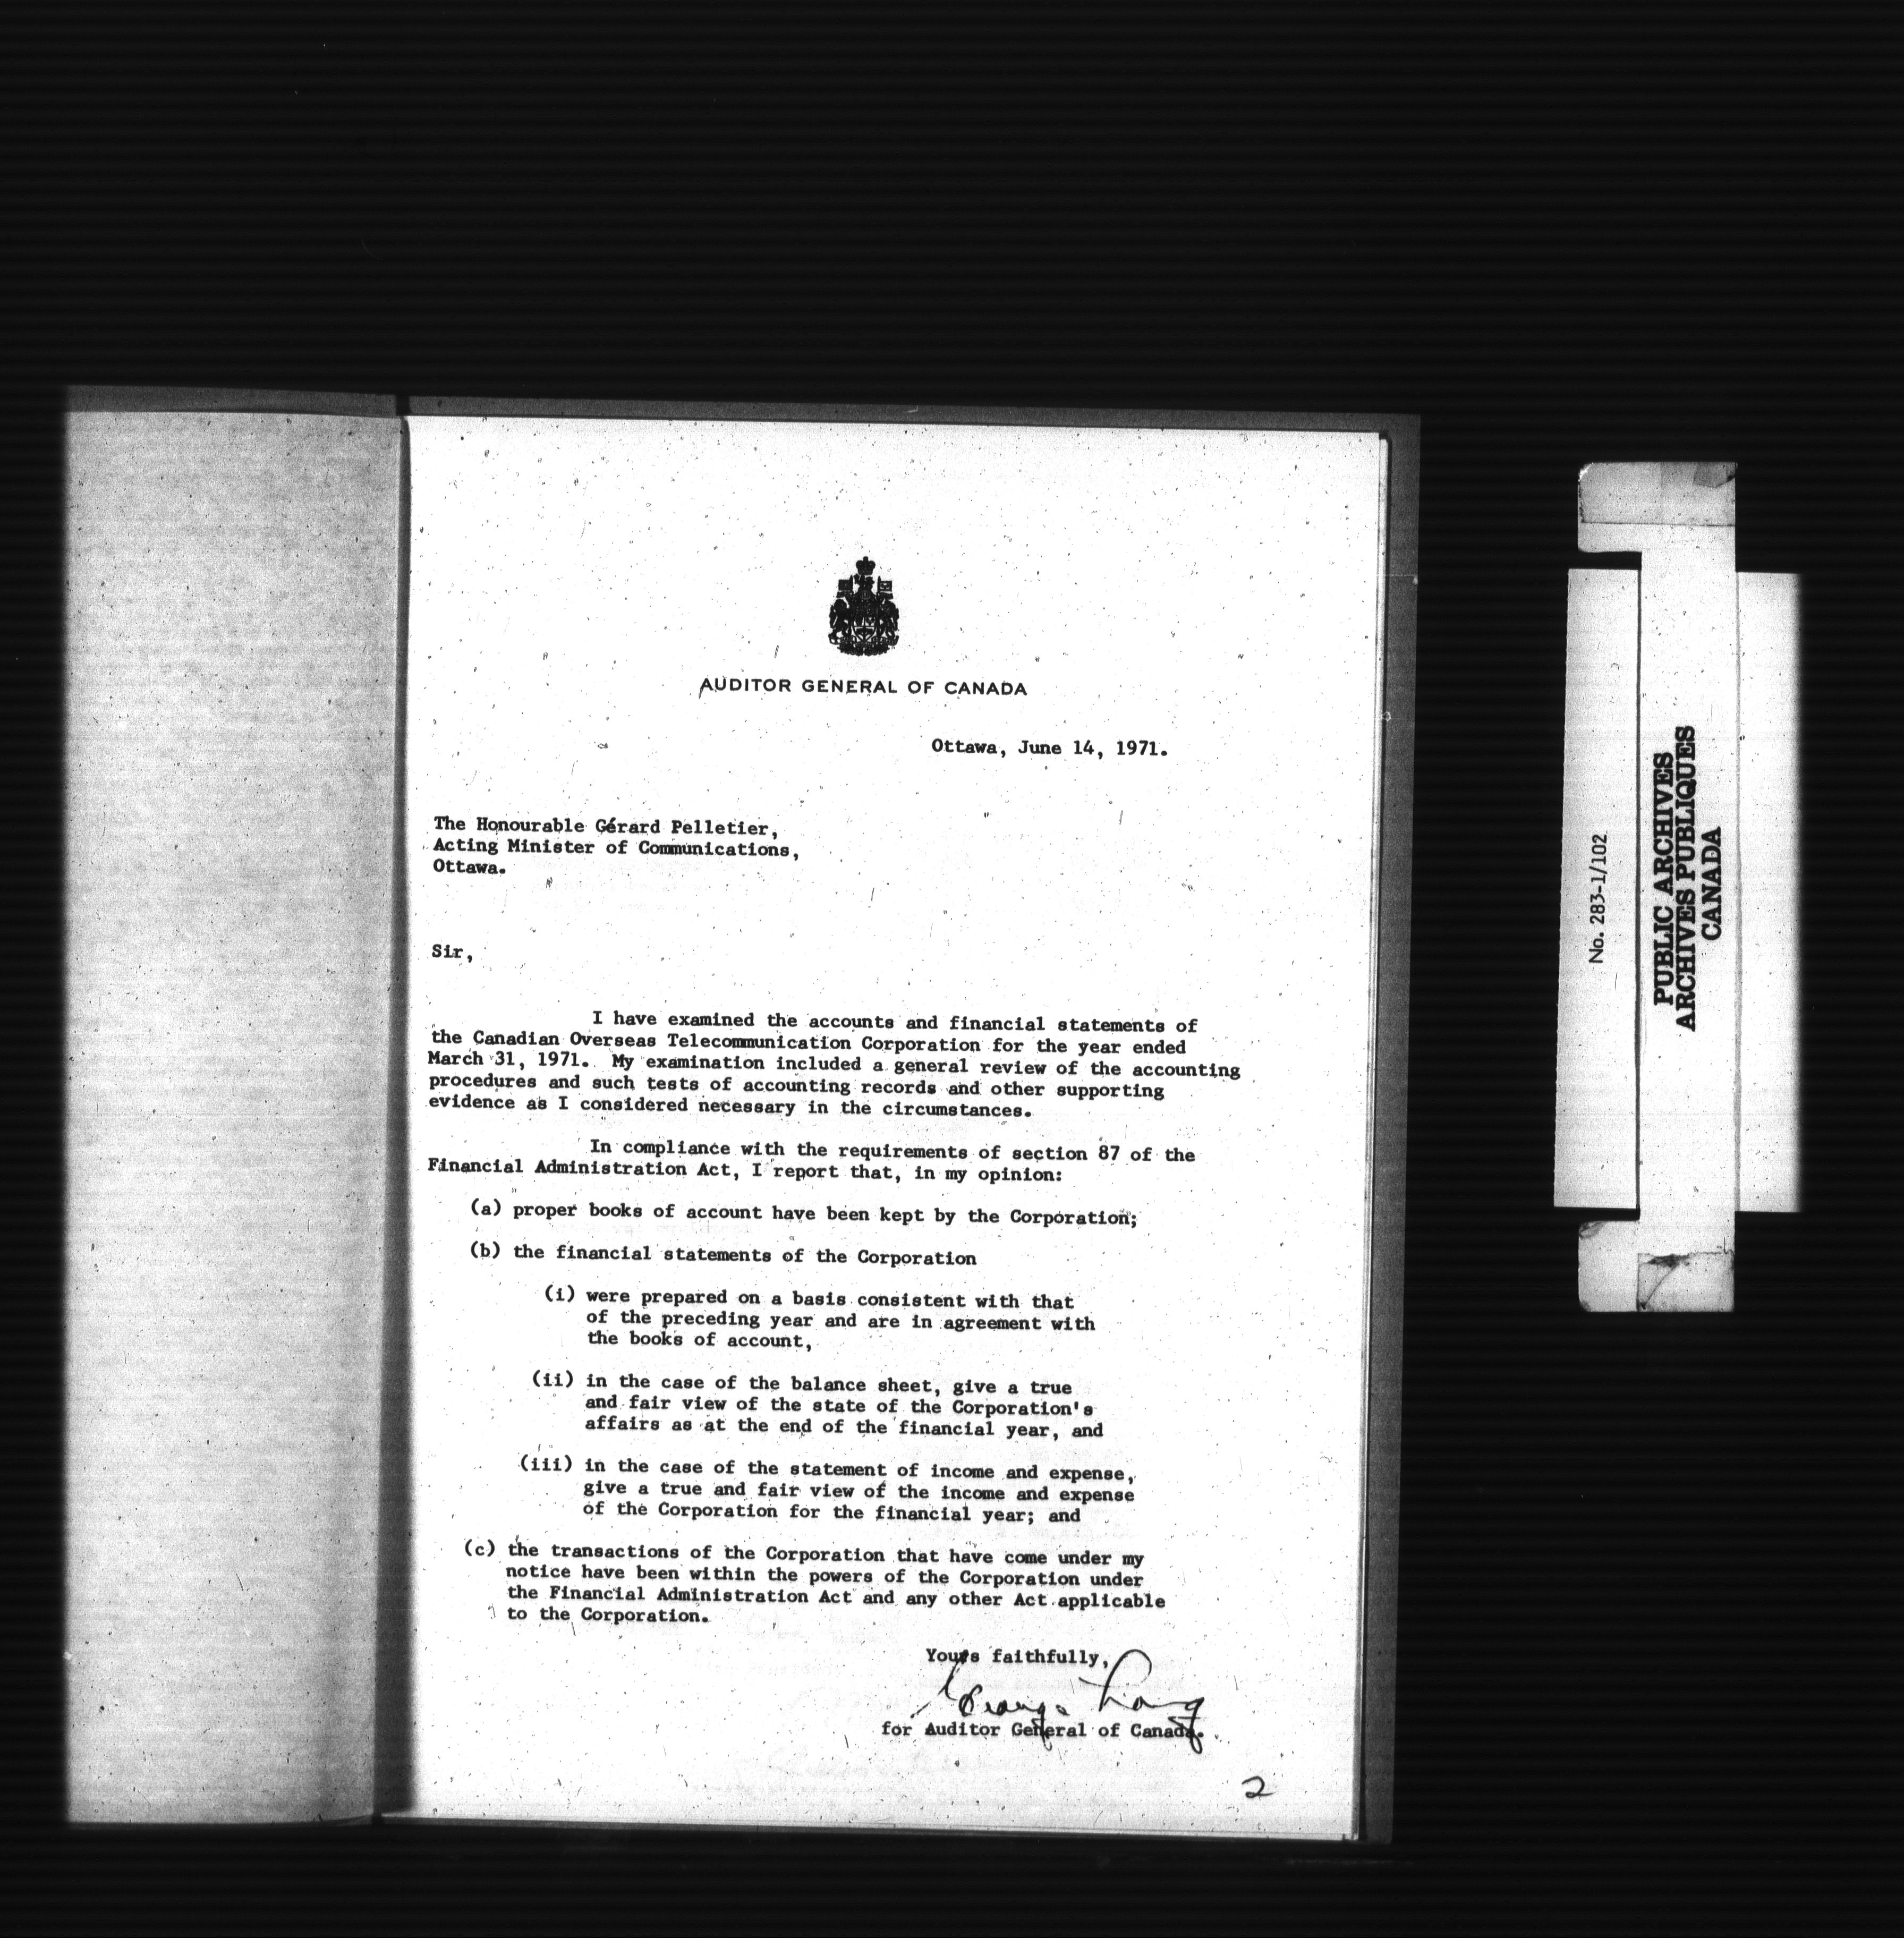 AUDITOR GENERAL OF CANADA
Ottawa, June 14, 1971.
The Honourable Gérard Pelletier,
Acting Minister of Communications,
Ottawa.
Sir,
I have examined the accounts and financial statements of
the Canadian Overseas Telecommunication Corporation for the year ended
March 31, 1971. My examination included a general review of the accounting
procedures and such tests of accounting records and other supporting
evidence as I considered necessary in the circumstances.
In compliance with the requirements of section 87 of the
Financial Administration Act, I report that, in my opinion:
(a) proper books of account have been kept by the Corporation;
(b) the financial statements of the Corporation
(i) were prepared on a basis consistent with that
of the preceding year and are in agreement with
the books of account,
(ii) in the case of the balance sheet, give a true
and fair view of the state of the Corporation's
affairs as at the end of the financial year, and
(iii) in the case of the statement of income and expense,
give a true and fair view of the income and expense
of the Corporation for the financial year; and
(c) the transactions of the Corporation that have come under my
notice have been within the powers of the Corporation under
the Financial Administration Act and any other Act applicable
to the Corporation.
Yours faithfully,
George Long
for Auditor General of Canada.
2
No. 283-1/102
PUBLIC ARCHIVES
ARCHIVES PUBLIQUES
CANADA